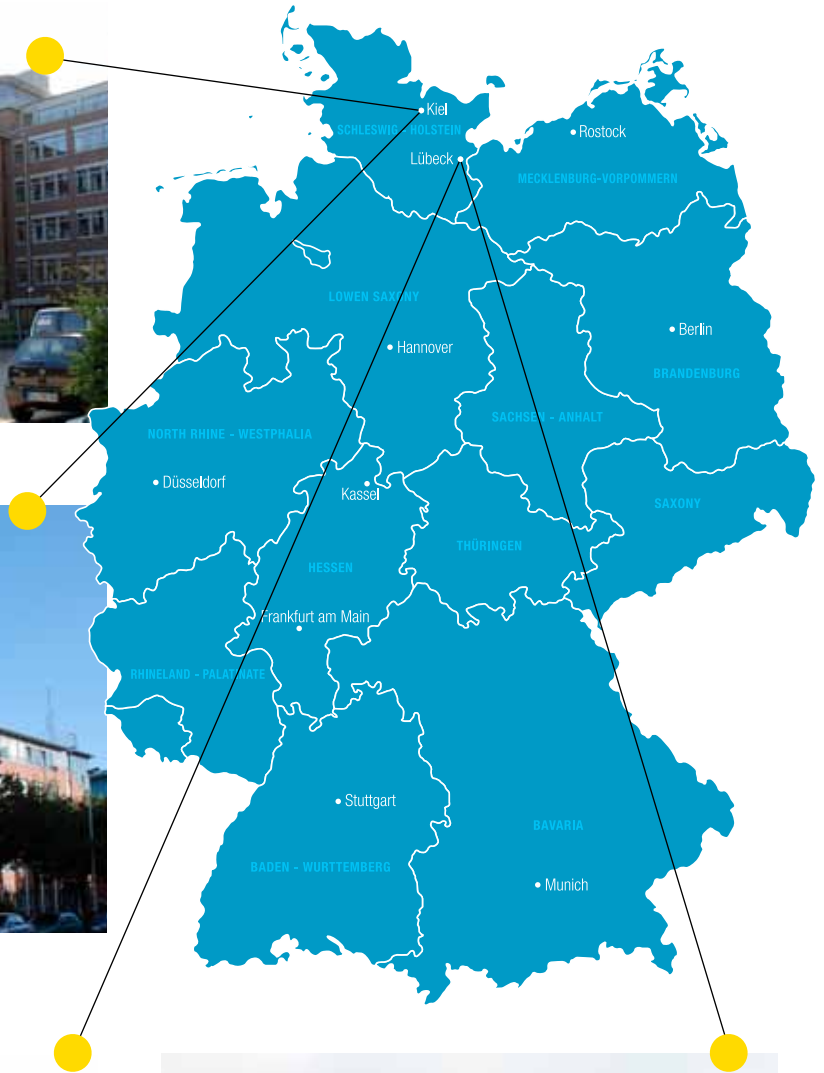 Kiel
SCHLESWIG - HOLSTEIN
Rostock
Lübeck
MECKLENBURG-VORPOMMERN
LOWEN SAXONY
Berlin
Hannover
BRANDENBURG
SACHSEN - ANHALT
NORTH RHINE - WESTPHALIA
Düsseldorf
Kassel
SAXONY
THÜRINGEN
HESSEN
Frankfurt am Main
RHINELAND - PALATINATE
Stuttgart
BAVARIA
BADEN - WURTTEMBERG
Munich